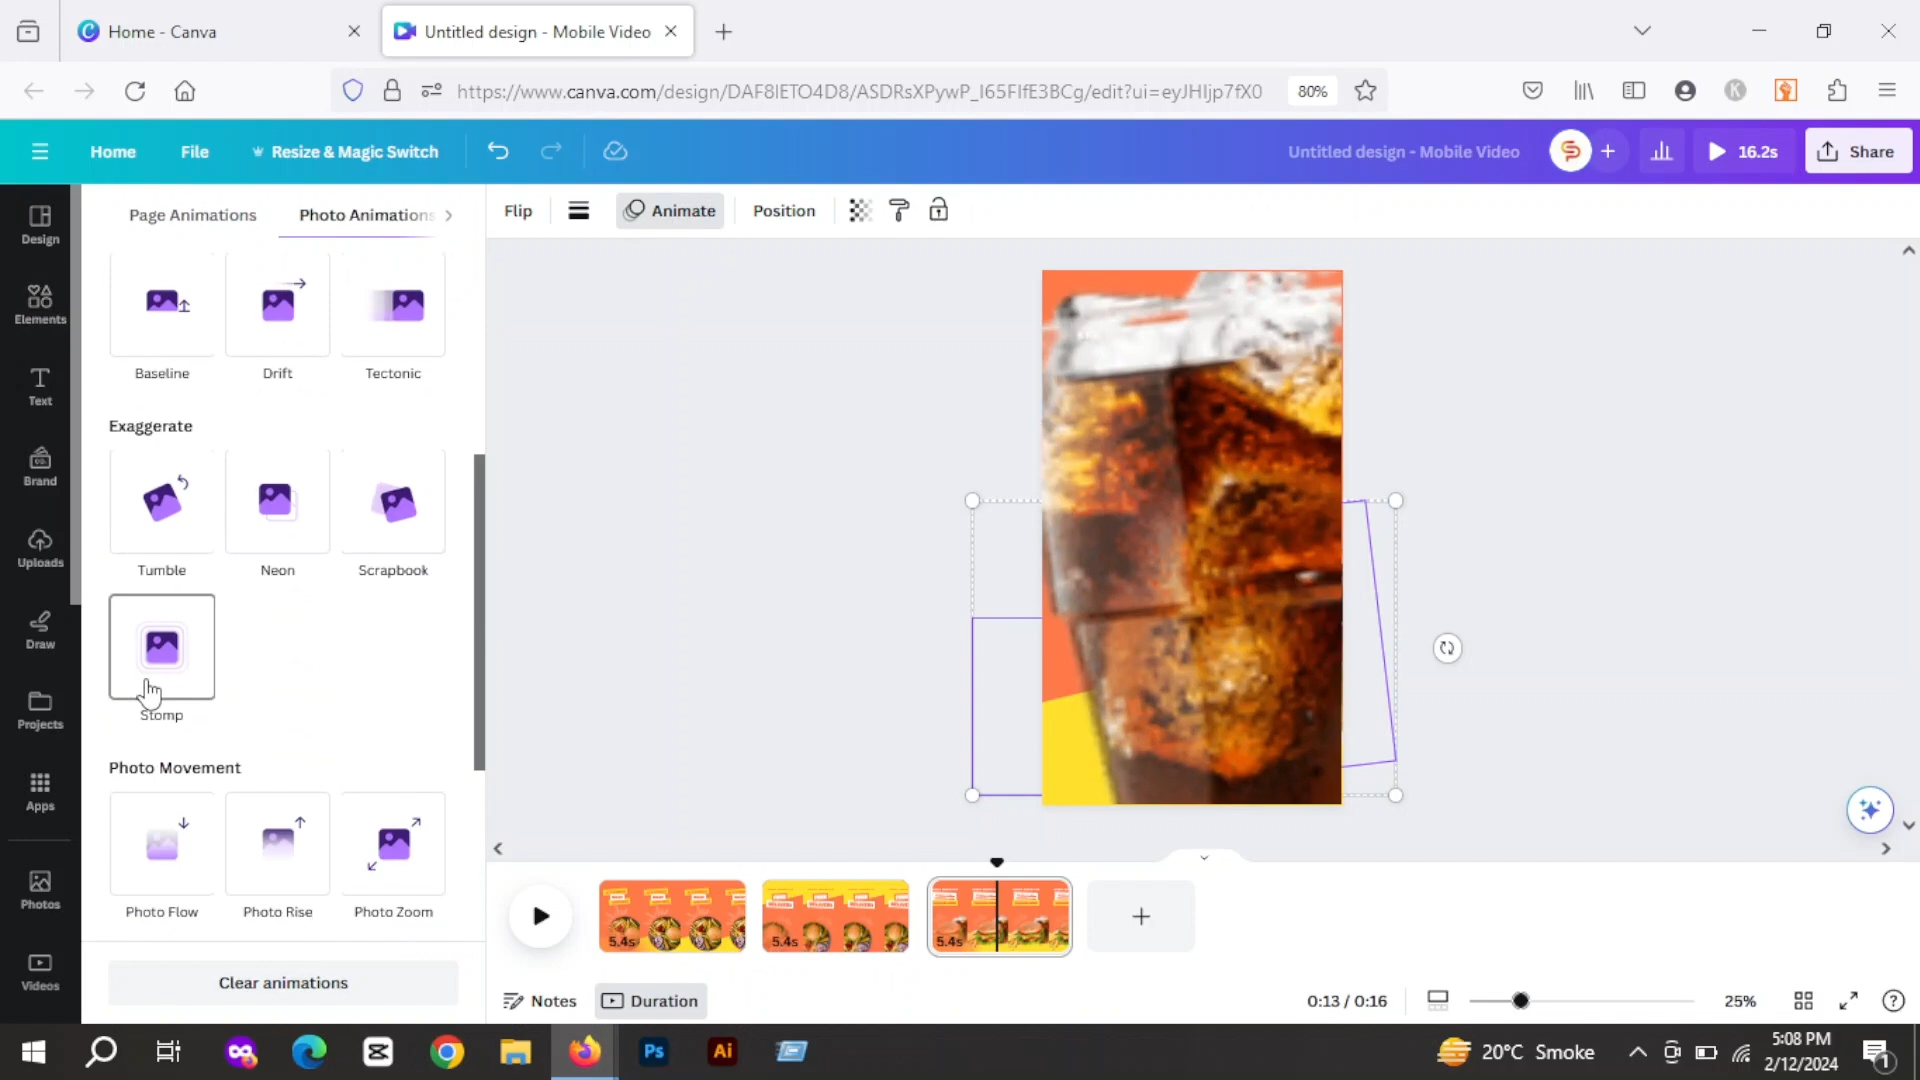 Home - Canva
Untitled design - Mobile Video
https://www.canva.com/design/DAF8IETO4D8/ASDRsXPywP_I65FIfE3BCg/edit?ui=eyJHIjp7fX0
80%
K
Home
File
Resize & Magic Switch
Untitled design - Mobile Video
16.2s
Share
Page Animations
Photo Animations
Flip
Animate
Position
Design
Elements
Text
Brand
Uploads
Draw
Projects
Apps
Photos
Videos
Baseline
Drift
Tectonic
Exaggerate
Tumble
Neon
Scrapbook
Stomp
Photo Movement
Photo Flow
Photo Rise
Photo Zoom
Clear animations
5.4s
5.4s
5.4s
Notes
Duration
0:13 / 0:16
25%
Ps
Ai
20°C Smoke
5:08 PM
2/12/2024
1